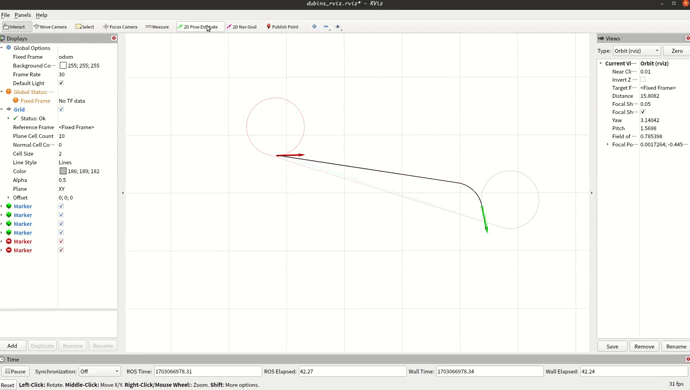 dubins_rviz.rviz* - RViz
File Panels Help
Interact Move Camera Select Focus Camera Measure 2D Pose Estimate 2D Nav Goal Publish Point
Displays
Global Options
Fixed Frame odom
Background Co··· 255; 255; 255
Frame Rate 30
Default Light
Global Status: ···
Fixed Frame No TF data
Grid
Status: Ok
Reference Frame <Fixed Frame>
Plane Cell Count 10
Normal Cell Co··· 0
Cell Size 2
Line Style Lines
Color 186; 189; 182
Alpha 0.5
Plane XY
Offset 0; 0; 0
Marker
Marker
Marker
Marker
Marker
Marker
Add Duplicate Remove Rename
Views
Type: Orbit (rviz) Zero
Current Vi··· Orbit (rviz)
Near Cli··· 0.01
Invert Z ···
Target F··· <Fixed Frame>
Distance 15.8082
Focal Sh··· 0.05
Focal Sh···
Yaw 3.14042
Pitch 1.5698
Field of ··· 0.785398
Focal Po··· 0.0017264; -0.445···
Save Remove Rename
Time
Pause Synchronization: Off ROS Time: 1703066978.31 ROS Elapsed: 42.27 Wall Time: 1703066978.34 Wall Elapsed: 42.24
Reset Left-Click: Rotate. Middle-Click: Move X/Y. Right-Click/Mouse Wheel:: Zoom. Shift: More options. 31 fps